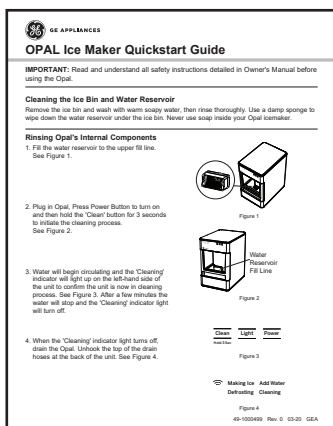 GE APPLIANCES
OPAL Ice Maker Quickstart Guide
IMPORTANT: Read and understand all safety instructions detailed in Owner's Manual before
using the Opal.
Cleaning the Ice Bin and Water Reservoir
Remove the ice bin and wash with warm soapy water, then rinse thoroughly. Use a damp sponge to
wipe down the water reservoir under the ice bin. Never use soap inside your Opal icemaker.
Rinsing Opal's Internal Components
1. Fill the water reservoir to the upper fill line.
See Figure 1.
Figure 1
2. Plug in Opal, Press Power Button to turn on
and then hold the 'Clean' button for 3 seconds
to initiate the cleaning process.
See Figure 2.
Water
Reservoir
Fill Line
Figure 2
3. Water will begin circulating and the 'Cleaning'
indicator will light up on the left-hand side of
the unit to confirm the unit is now in cleaning
process. See Figure 3. After a few minutes the
water will stop and the 'Cleaning' indicator light
will turn off.
Clean Light Power
Hold 3 Sec
Figure 3
4. When the 'Cleaning' indicator light turns off,
drain the Opal. Unhook the top of the drain
hoses at the back of the unit. See Figure 4.
Making Ice Add Water
Defrosting Cleaning
Figure 4
49-1000499 Rev. 0 03-20 GEA